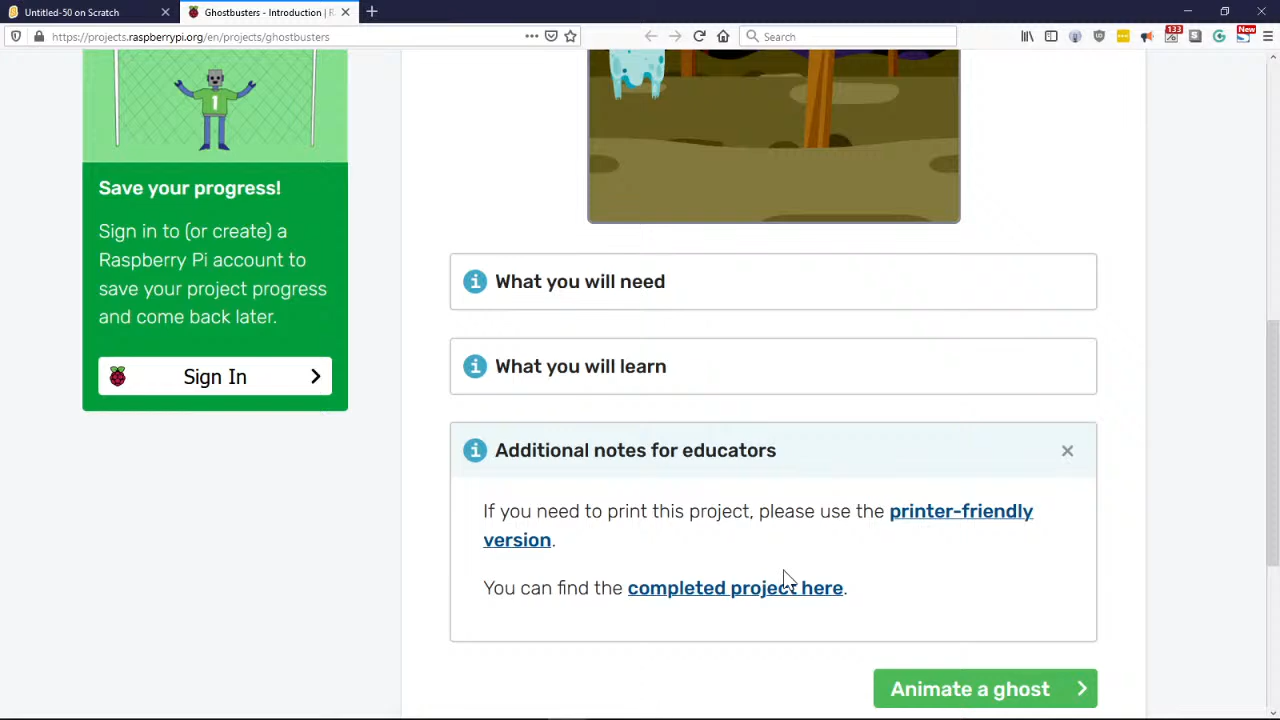 Untitled-50 on Scratch
Ghostbusters - Introduction | R
https://projects.raspberrypi.org/en/projects/ghostbusters
Search
133
New
1
Save your progress!
Sign in to (or create) a
Raspberry Pi account to
save your project progress
and come back later.
Sign In
What you will need
What you will learn
Additional notes for educators
If you need to print this project, please use the printer-friendly
version.
You can find the completed project here.
Animate a ghost